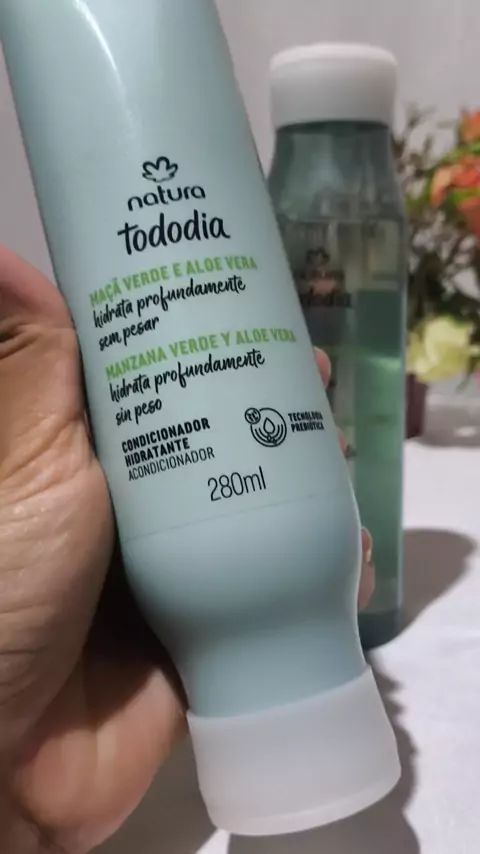 natura
tododia
MAÇÃ VERDE E ALOE VERA
hidrata profundamente
sem pesar
MANZANA VERDE Y ALOE VERA
hidrata profundamente
sin peso
CONDICIONADOR
HIDRATANTE
ACONDICIONADOR
TECNOLOGIA
PREBIÓTICA
280ml
tododia